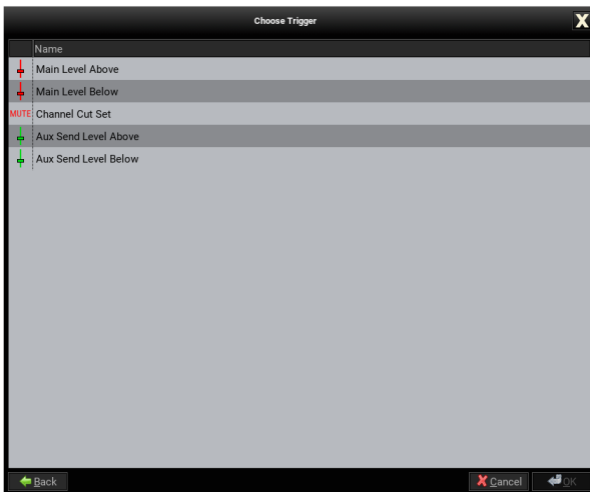 Choose Trigger X
Name
Main Level Above
Main Level Below
MUTE Channel Cut Set
Aux Send Level Above
Aux Send Level Below
Back Cancel OK